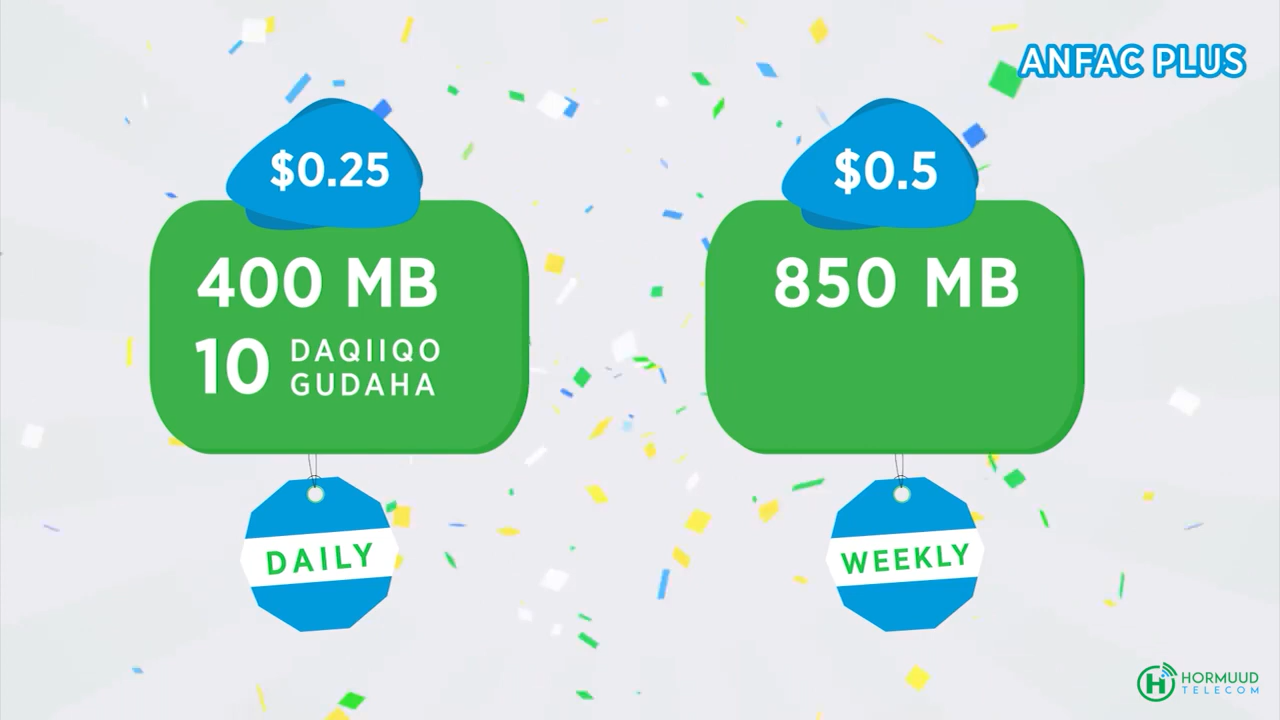 ANFAC PLUS
$0.25
400 MB
10 DAQIIQO
GUDAHA
DAILY
$0.5
850 MB
WEEKLY
HORMUUD
TELECOM